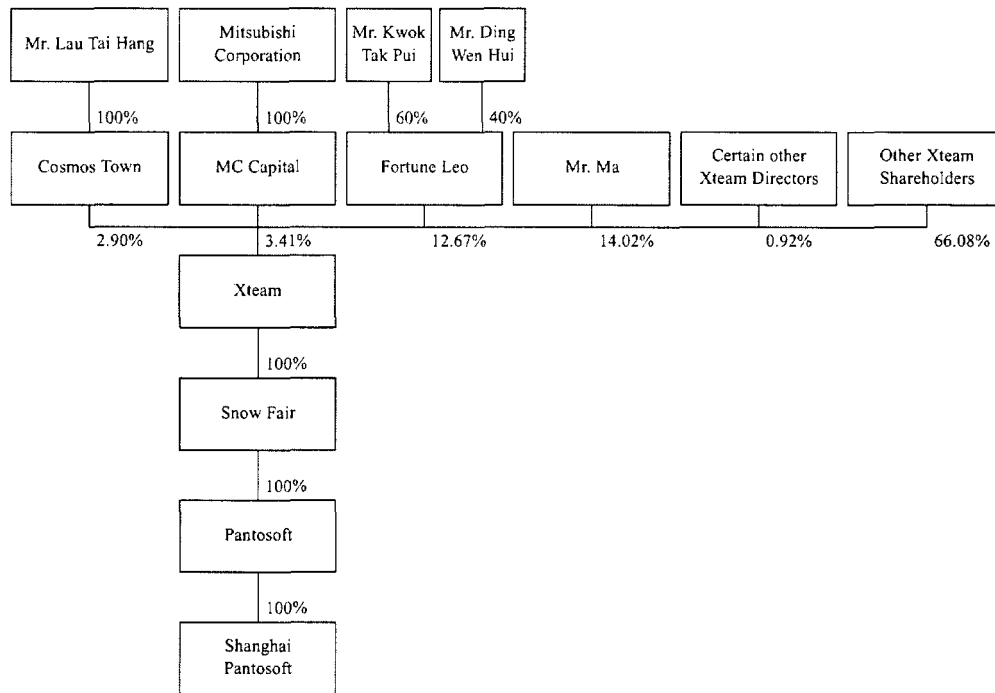 Mr. Lau Tai Hang
Mitsubishi
Corporation
Mr. Kwok
Tak Pui
Mr. Ding
Wen Hui
100%
100%
60%
40%
Cosmos Town
MC Capital
Fortune Leo
Mr. Ma
Certain other
Xteam Directors
Other Xteam
Shareholders
2.90%
3.41%
12.67%
14.02%
0.92%
66.08%
Xteam
100%
Snow Fair
100%
Pantosoft
100%
Shanghai
Pantosoft